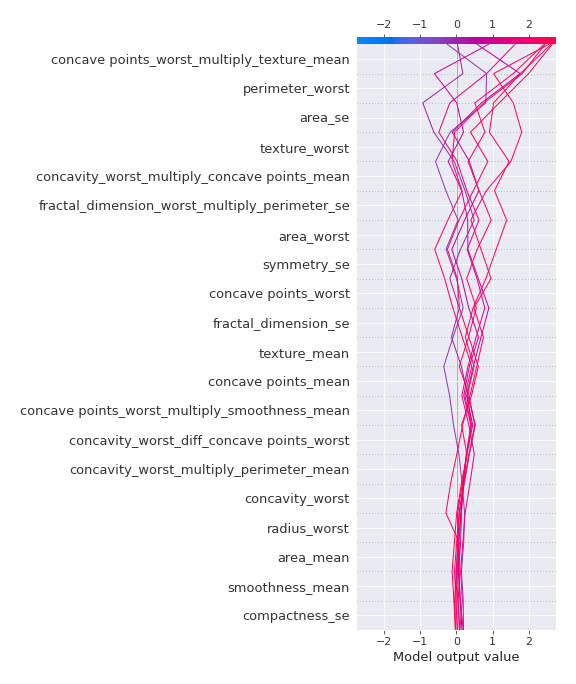 −2 −1 0 1 2
concave points_worst_multiply_texture_mean
perimeter_worst
area_se
texture_worst
concavity_worst_multiply_concave points_mean
fractal_dimension_worst_multiply_perimeter_se
area_worst
symmetry_se
concave points_worst
fractal_dimension_se
texture_mean
concave points_mean
concave points_worst_multiply_smoothness_mean
concavity_worst_diff_concave points_worst
concavity_worst_multiply_perimeter_mean
concavity_worst
radius_worst
area_mean
smoothness_mean
compactness_se
−2 −1 0 1 2
Model output value